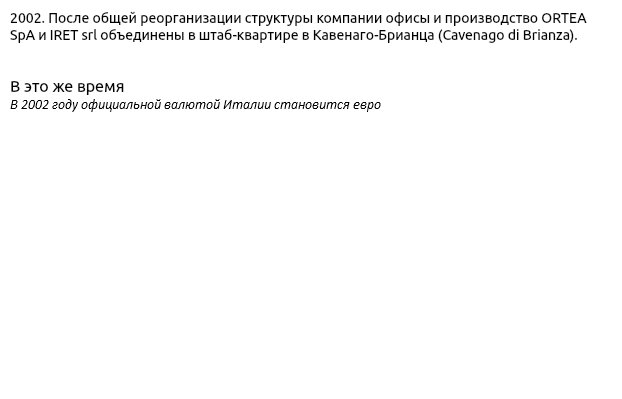 2002. После общей реорганизации структуры компании офисы и производство ORTEA
SpA и IRET srl объединены в штаб-квартире в Кавенаго-Брианца (Cavenago di Brianza).
В это же время
В 2002 году официальной валютой Италии становится евро